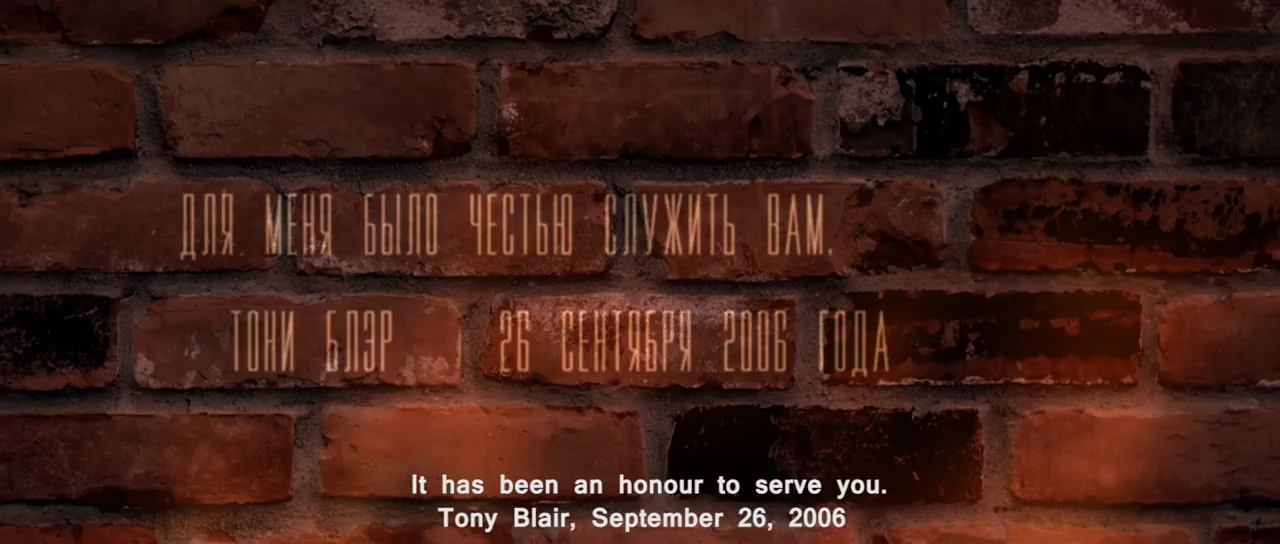 ДЛЯ МЕНЯ БЫЛО ЧЕСТЬЮ СЛУЖИТЬ ВАМ.
ТОНИ БЛЭР 26 СЕНТЯБРЯ 2006 ГОДА
It has been an honour to serve you.
Tony Blair, September 26, 2006